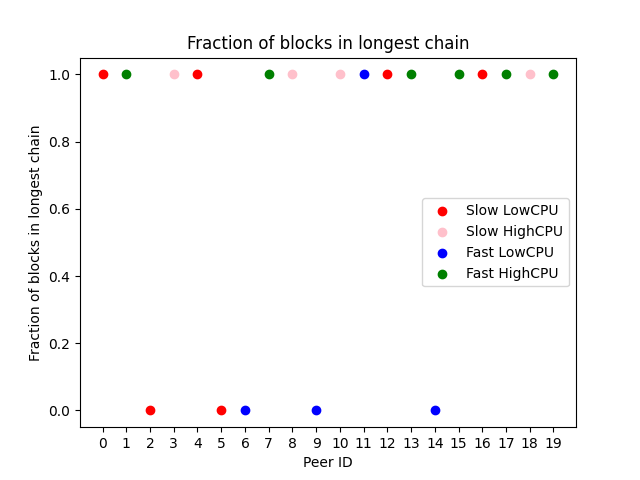 Fraction of blocks in longest chain
Fraction of blocks in longest chain
1.0
0.8
0.6
0.4
0.2
0.0
Slow LowCPU
Slow HighCPU
Fast LowCPU
Fast HighCPU
0 1 2 3 4 5 6 7 8 9 10 11 12 13 14 15 16 17 18 19
Peer ID